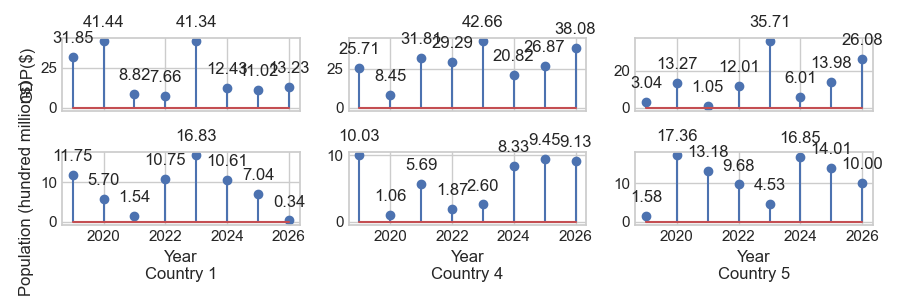 41.44 41.34
31.85 8.82 7.66 12.43 11.02 13.23
25
0
GDP($)
42.66
25.71 8.45 31.81 29.29 20.82 26.87 38.08
25
0
35.71
3.04 13.27 1.05 12.01 6.01 13.98 26.08
20
0
16.83
11.75 5.70 1.54 10.75 10.61 7.04 0.34
10
0
Population (hundred millions)
2020 2022 2024 2026
Year
Country 1
10.03 1.06 5.69 1.87 2.60 8.33 9.45 9.13
10
0
2020 2022 2024 2026
Year
Country 4
17.36 16.85
1.58 13.18 9.68 4.53 14.01 10.00
10
0
2020 2022 2024 2026
Year
Country 5